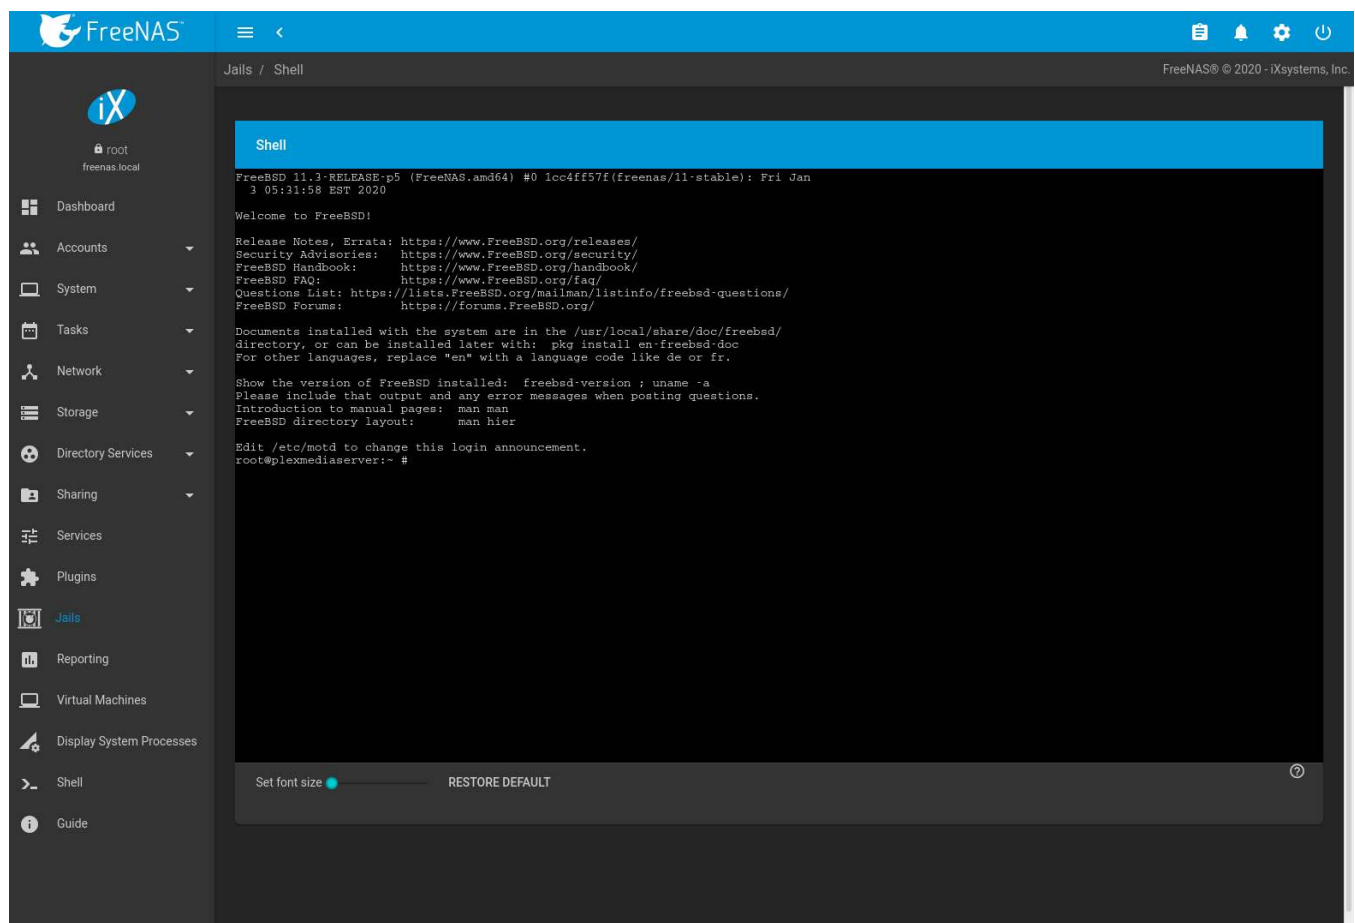 FreeNAS
Jails / Shell
FreeNAS® © 2020 - iXsystems, Inc.
iX
root
freenas.local
Dashboard
Accounts
System
Tasks
Network
Storage
Directory Services
Sharing
Services
Plugins
Jails
Reporting
Virtual Machines
Display System Processes
Shell
Guide
Shell
FreeBSD 11.3-RELEASE-p5 (FreeNAS.amd64) #0 1cc4ff57f(freenas/11-stable): Fri Jan
3 05:31:58 EST 2020
Welcome to FreeBSD!
Release Notes, Errata: https://www.FreeBSD.org/releases/
Security Advisories:   https://www.FreeBSD.org/security/
FreeBSD Handbook:      https://www.FreeBSD.org/handbook/
FreeBSD FAQ:           https://www.FreeBSD.org/faq/
Questions List: https://lists.FreeBSD.org/mailman/listinfo/freebsd-questions/
FreeBSD Forums:        https://forums.FreeBSD.org/
Documents installed with the system are in the /usr/local/share/doc/freebsd/
directory, or can be installed later with:  pkg install en-freebsd-doc
For other languages, replace "en" with a language code like de or fr.
Show the version of FreeBSD installed:  freebsd-version ; uname -a
Please include that output and any error messages when posting questions.
Introduction to manual pages:  man man
FreeBSD directory layout:      man hier
Edit /etc/motd to change this login announcement.
root@plexmediaserver:~ #
Set font size
RESTORE DEFAULT